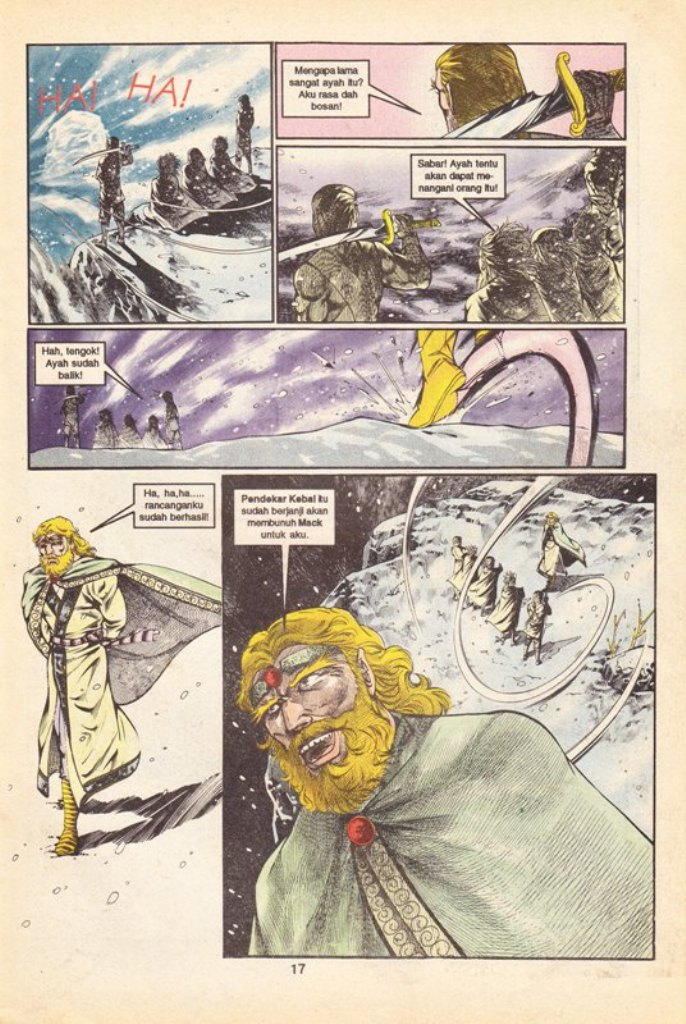 HA! HA!
Mengapa lama
sangat ayah itu?
Aku rasa dah
bosan!
Sabar! Ayah tentu
akan dapat me-
nangani orang itu!
Hah, tengok!
Ayah sudah
balik!
Ha, ha,ha.....
rancanganku
sudah berhasil!
Pendekar Kebal itu
sudah berjanji akan
membunuh Mack
untuk aku.
17